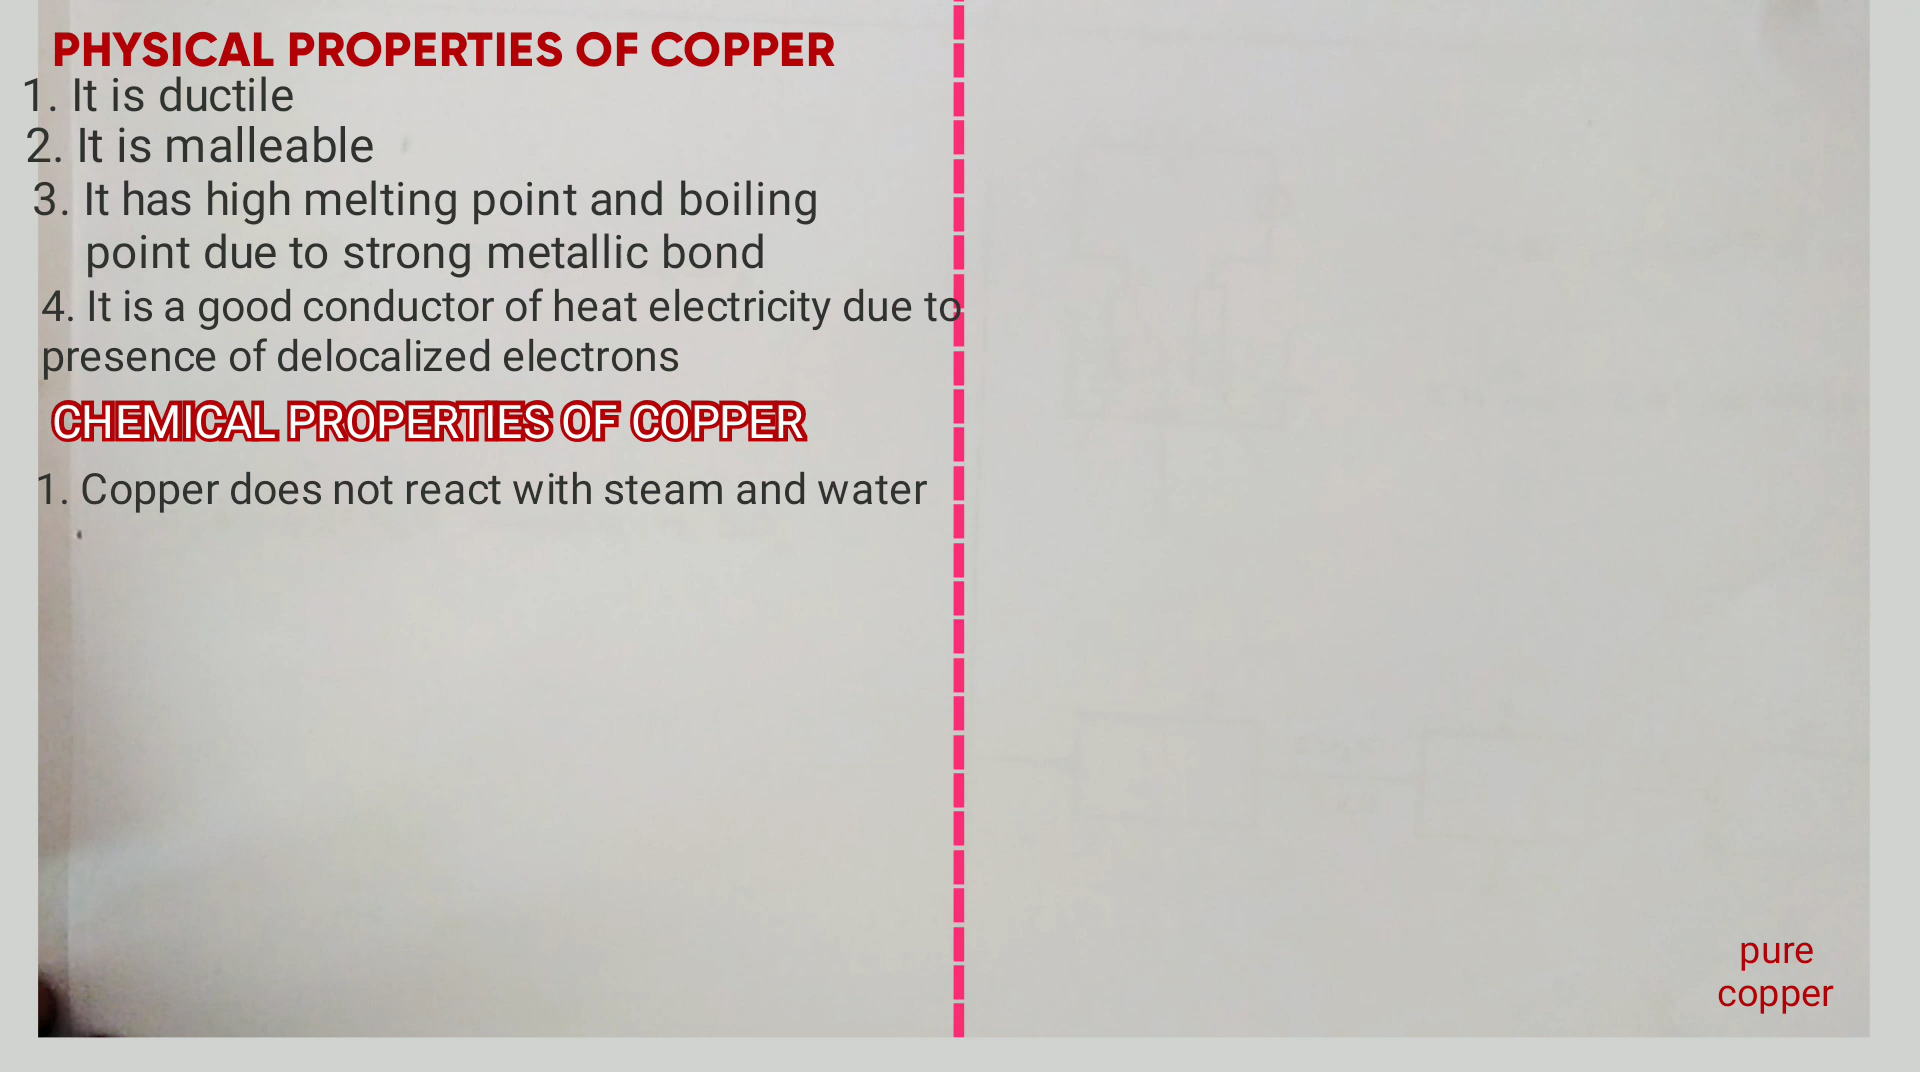 PHYSICAL PROPERTIES OF COPPER
1. It is ductile
2. It is malleable
3. It has high melting point and boiling
point due to strong metallic bond
4. It is a good conductor of heat electricity due to
presence of delocalized electrons
CHEMICAL PROPERTIES OF COPPER
1. Copper does not react with steam and water
pure
copper